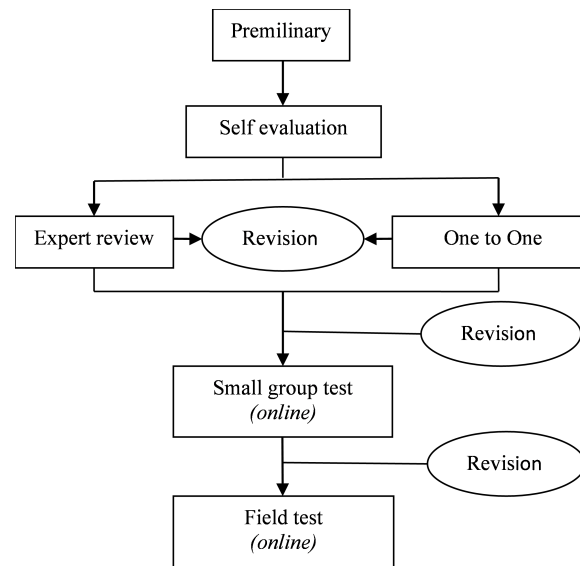 Premilinary
Self evaluation
Expert review
Revision
One to One
Revision
Small group test
(online)
Revision
Field test
(online)